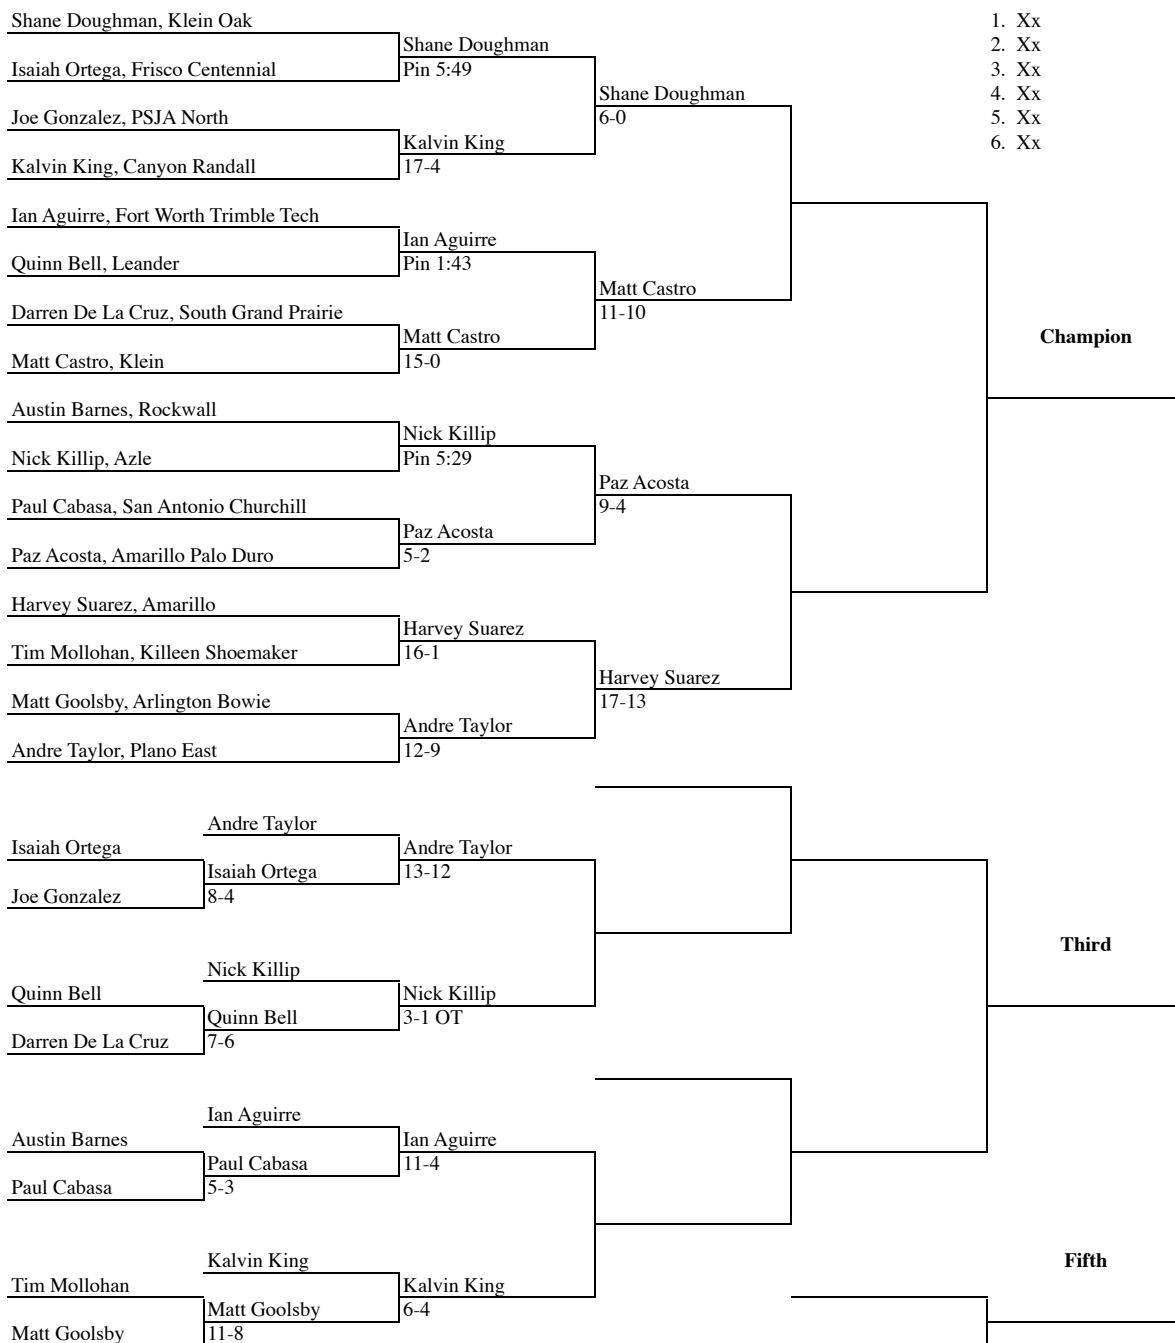 Shane Doughman, Klein Oak
Shane Doughman
Isaiah Ortega, Frisco Centennial
Pin 5:49
Shane Doughman
6-0
Joe Gonzalez, PSJA North
Kalvin King
Kalvin King, Canyon Randall
17-4
1. Xx
2. Xx
3. Xx
4. Xx
5. Xx
6. Xx
Ian Aguirre, Fort Worth Trimble Tech
Ian Aguirre
Quinn Bell, Leander
Pin 1:43
Matt Castro
11-10
Darren De La Cruz, South Grand Prairie
Matt Castro
Matt Castro, Klein
15-0
Champion
Austin Barnes, Rockwall
Nick Killip
Nick Killip, Azle
Pin 5:29
Paz Acosta
9-4
Paul Cabasa, San Antonio Churchill
Paz Acosta
Paz Acosta, Amarillo Palo Duro
5-2
Harvey Suarez, Amarillo
Harvey Suarez
Tim Mollohan, Killeen Shoemaker
16-1
Harvey Suarez
17-13
Matt Goolsby, Arlington Bowie
Andre Taylor
Andre Taylor, Plano East
12-9
Andre Taylor
Isaiah Ortega
Andre Taylor
Isaiah Ortega
13-12
Joe Gonzalez
8-4
Third
Nick Killip
Quinn Bell
Nick Killip
Quinn Bell
3-1 OT
Darren De La Cruz
7-6
Ian Aguirre
Austin Barnes
Ian Aguirre
Paul Cabasa
11-4
Paul Cabasa
5-3
Kalvin King
Fifth
Tim Mollohan
Kalvin King
Matt Goolsby
6-4
Matt Goolsby
11-8